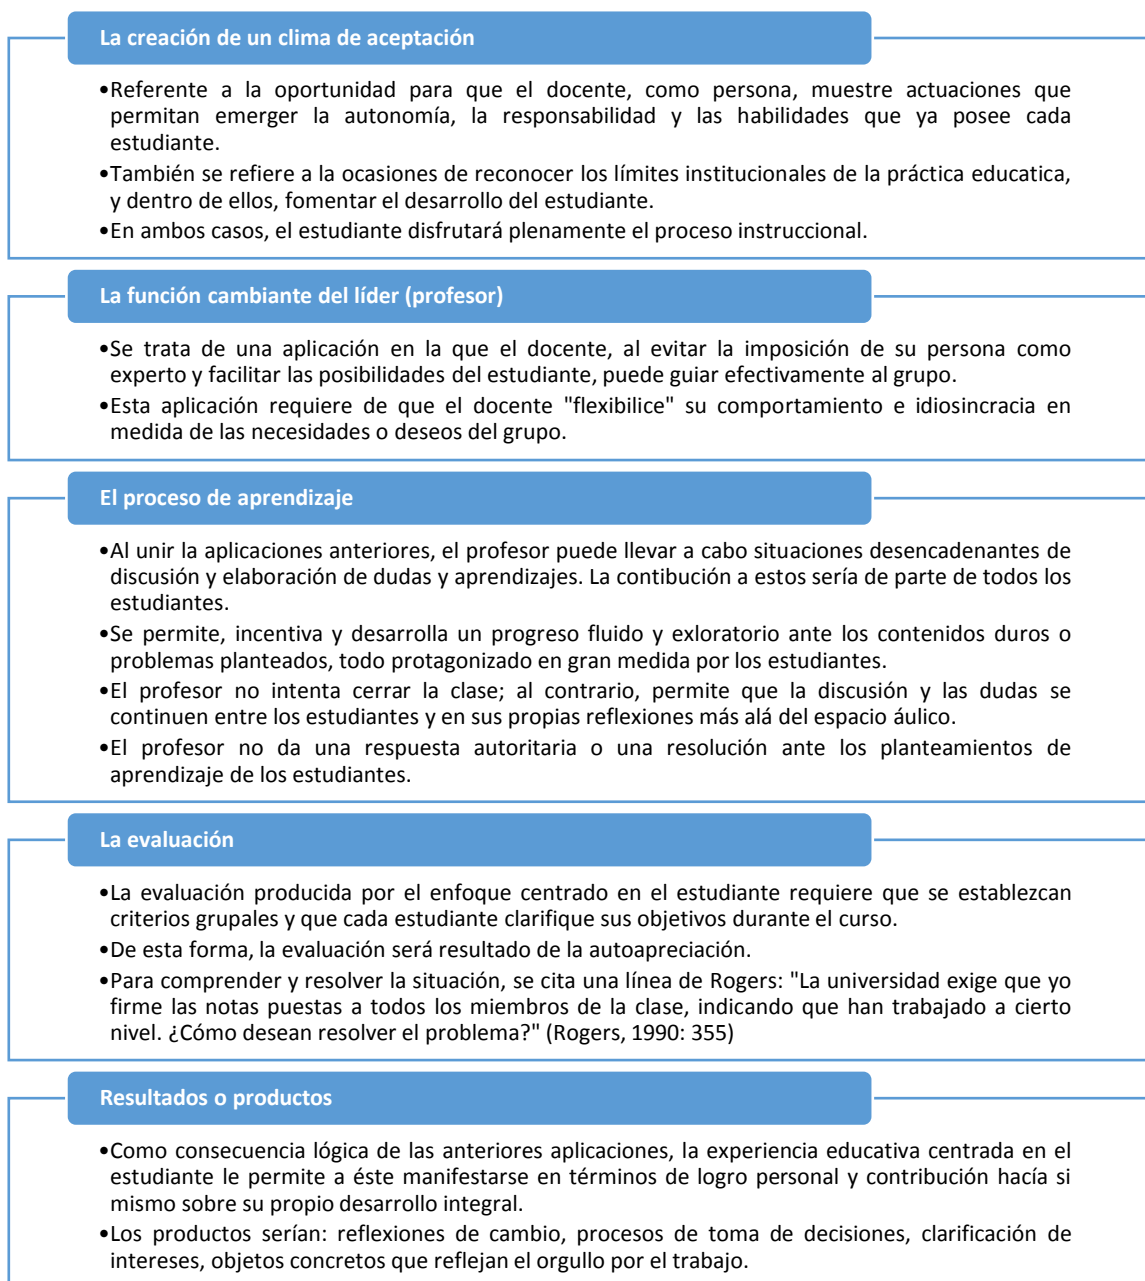 La creación de un clima de aceptación
•Referente a la oportunidad para que el docente, como persona, muestre actuaciones que
permitan emerger la autonomía, la responsabilidad y las habilidades que ya posee cada
estudiante.
•También se refiere a la ocasiones de reconocer los límites institucionales de la práctica educatica,
y dentro de ellos, fomentar el desarrollo del estudiante.
•En ambos casos, el estudiante disfrutará plenamente el proceso instruccional.
La función cambiante del líder (profesor)
•Se trata de una aplicación en la que el docente, al evitar la imposición de su persona como
experto y facilitar las posibilidades del estudiante, puede guiar efectivamente al grupo.
•Esta aplicación requiere de que el docente "flexibilice" su comportamiento e idiosincracia en
medida de las necesidades o deseos del grupo.
El proceso de aprendizaje
•Al unir la aplicaciones anteriores, el profesor puede llevar a cabo situaciones desencadenantes de
discusión y elaboración de dudas y aprendizajes. La contibución a estos sería de parte de todos los
estudiantes.
•Se permite, incentiva y desarrolla un progreso fluido y exloratorio ante los contenidos duros o
problemas planteados, todo protagonizado en gran medida por los estudiantes.
•El profesor no intenta cerrar la clase; al contrario, permite que la discusión y las dudas se
continuen entre los estudiantes y en sus propias reflexiones más alá del espacio áulico.
•El profesor no da una respuesta autoritaria o una resolución ante los planteamientos de
aprendizaje de los estudiantes.
La evaluación
•La evaluación producida por el enfoque centrado en el estudiante requiere que se establezcan
criterios grupales y que cada estudiante clarifique sus objetivos durante el curso.
•De esta forma, la evaluación será resultado de la autoapreciación.
•Para comprender y resolver la situación, se cita una línea de Rogers: "La universidad exige que yo
firme las notas puestas a todos los miembros de la clase, indicando que han trabajado a cierto
nivel. ¿Cómo desean resolver el problema?" (Rogers, 1990: 355)
Resultados o productos
•Como consecuencia lógica de las anteriores aplicaciones, la experiencia educativa centrada en el
estudiante le permite a éste manifestarse en términos de logro personal y contribución hacía si
mismo sobre su propio desarrollo integral.
•Los productos serían: reflexiones de cambio, procesos de toma de decisiones, clarificación de
intereses, objetos concretos que reflejan el orgullo por el trabajo.